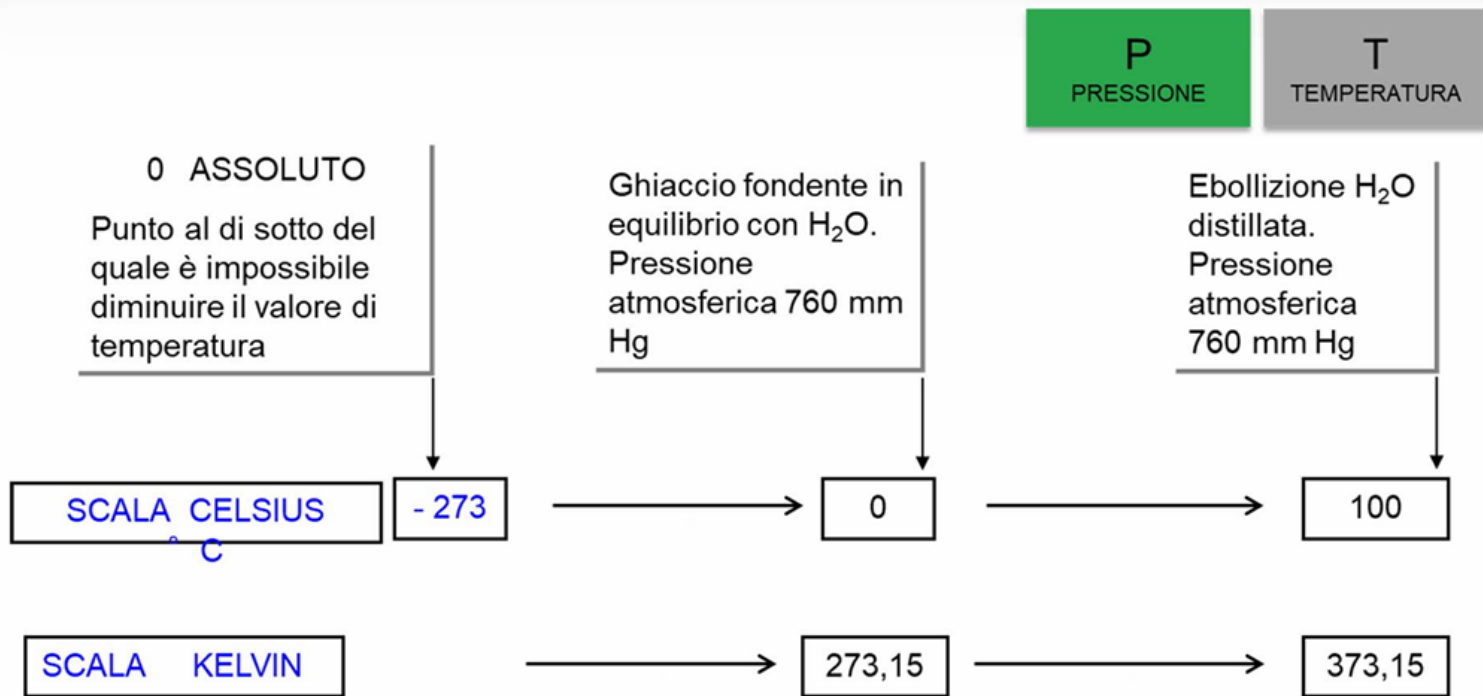 P
PRESSIONE
T
TEMPERATURA
0 ASSOLUTO
Punto al di sotto del
quale è impossibile
diminuire il valore di
temperatura
Ghiaccio fondente in
equilibrio con H₂O.
Pressione
atmosferica 760 mm
Hg
Ebollizione H₂O
distillata.
Pressione
atmosferica
760 mm Hg
SCALA CELSIUS
° C
- 273
0
100
SCALA KELVIN
273,15
373,15